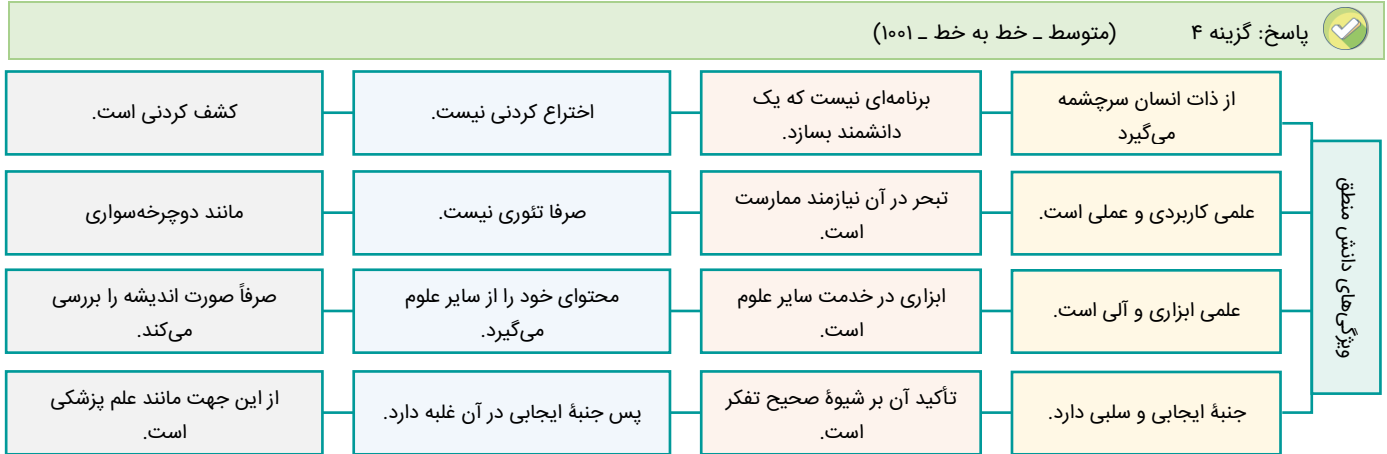 پاسخ: گزینه ۴ (متوسط ـ خط به خط ـ ۱۰۰۱)
ویژگی‌های دانش منطق
از ذات انسان سرچشمه
می‌گیرد
برنامه‌ای نیست که یک
دانشمند بسازد.
اختراع کردنی نیست.
کشف کردنی است.
علمی کاربردی و عملی است.
تبحر در آن نیازمند ممارست
است.
صرفا تئوری نیست.
مانند دوچرخه‌سواری
علمی ابزاری و آلی است.
ابزاری در خدمت سایر علوم
است.
محتوای خود را از سایر علوم
می‌گیرد.
صرفاً صورت اندیشه را بررسی
می‌کند.
جنبهٔ ایجابی و سلبی دارد.
تأکید آن بر شیوهٔ صحیح تفکر
است.
پس جنبهٔ ایجابی در آن غلبه دارد.
از این جهت مانند علم پزشکی
است.